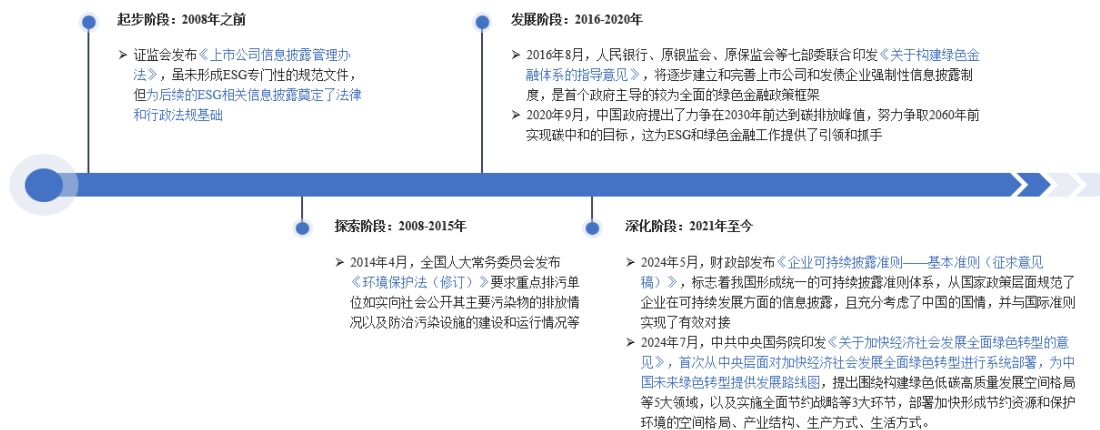 起步阶段：2008年之前
➢ 证监会发布《上市公司信息披露管理办
法》，虽未形成ESG专门性的规范文件，
但为后续的ESG相关信息披露奠定了法律
和行政法规基础
发展阶段：2016-2020年
➢ 2016年8月，人民银行、原银监会、原保监会等七部委联合印发《关于构建绿色金
融体系的指导意见》，将逐步建立和完善上市公司和发债企业强制性信息披露制
度，是首个政府主导的较为全面的绿色金融政策框架
➢ 2020年9月，中国政府提出了力争在2030年前达到碳排放峰值，努力争取2060年前
实现碳中和的目标，这为ESG和绿色金融工作提供了引领和抓手
探索阶段：2008-2015年
➢ 2014年4月，全国人大常务委员会发布
《环境保护法（修订）》要求重点排污单
位如实向社会公开其主要污染物的排放情
况以及防治污染设施的建设和运行情况等
深化阶段：2021年至今
➢ 2024年5月，财政部发布《企业可持续披露准则——基本准则（征求意见
稿）》，标志着我国形成统一的可持续披露准则体系，从国家政策层面规范了
企业在可持续发展方面的信息披露，且充分考虑了中国的国情，并与国际准则
实现了有效对接
➢ 2024年7月，中共中央国务院印发《关于加快经济社会发展全面绿色转型的意
见》，首次从中央层面对加快经济社会发展全面绿色转型进行系统部署，为中
国未来绿色转型提供发展路线图，提出围绕构建绿色低碳高质量发展空间格局
等5大领域，以及实施全面节约战略等3大环节，部署加快形成节约资源和保护
环境的空间格局、产业结构、生产方式、生活方式。